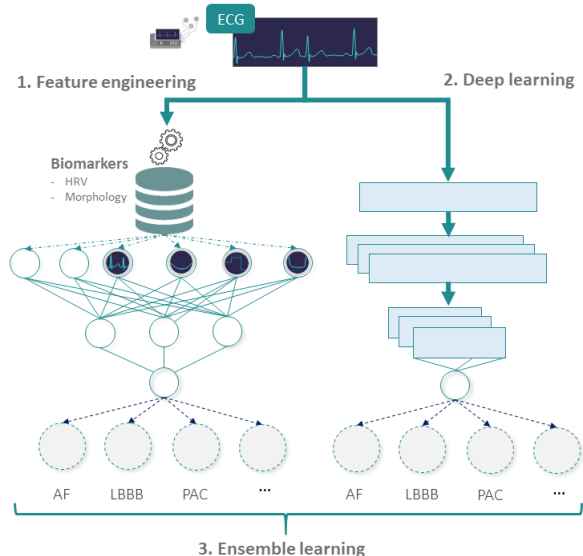 ECG
1. Feature engineering
2. Deep learning
Biomarkers
- HRV
- Morphology
AF LBBB PAC ...
AF LBBB PAC ...
3. Ensemble learning